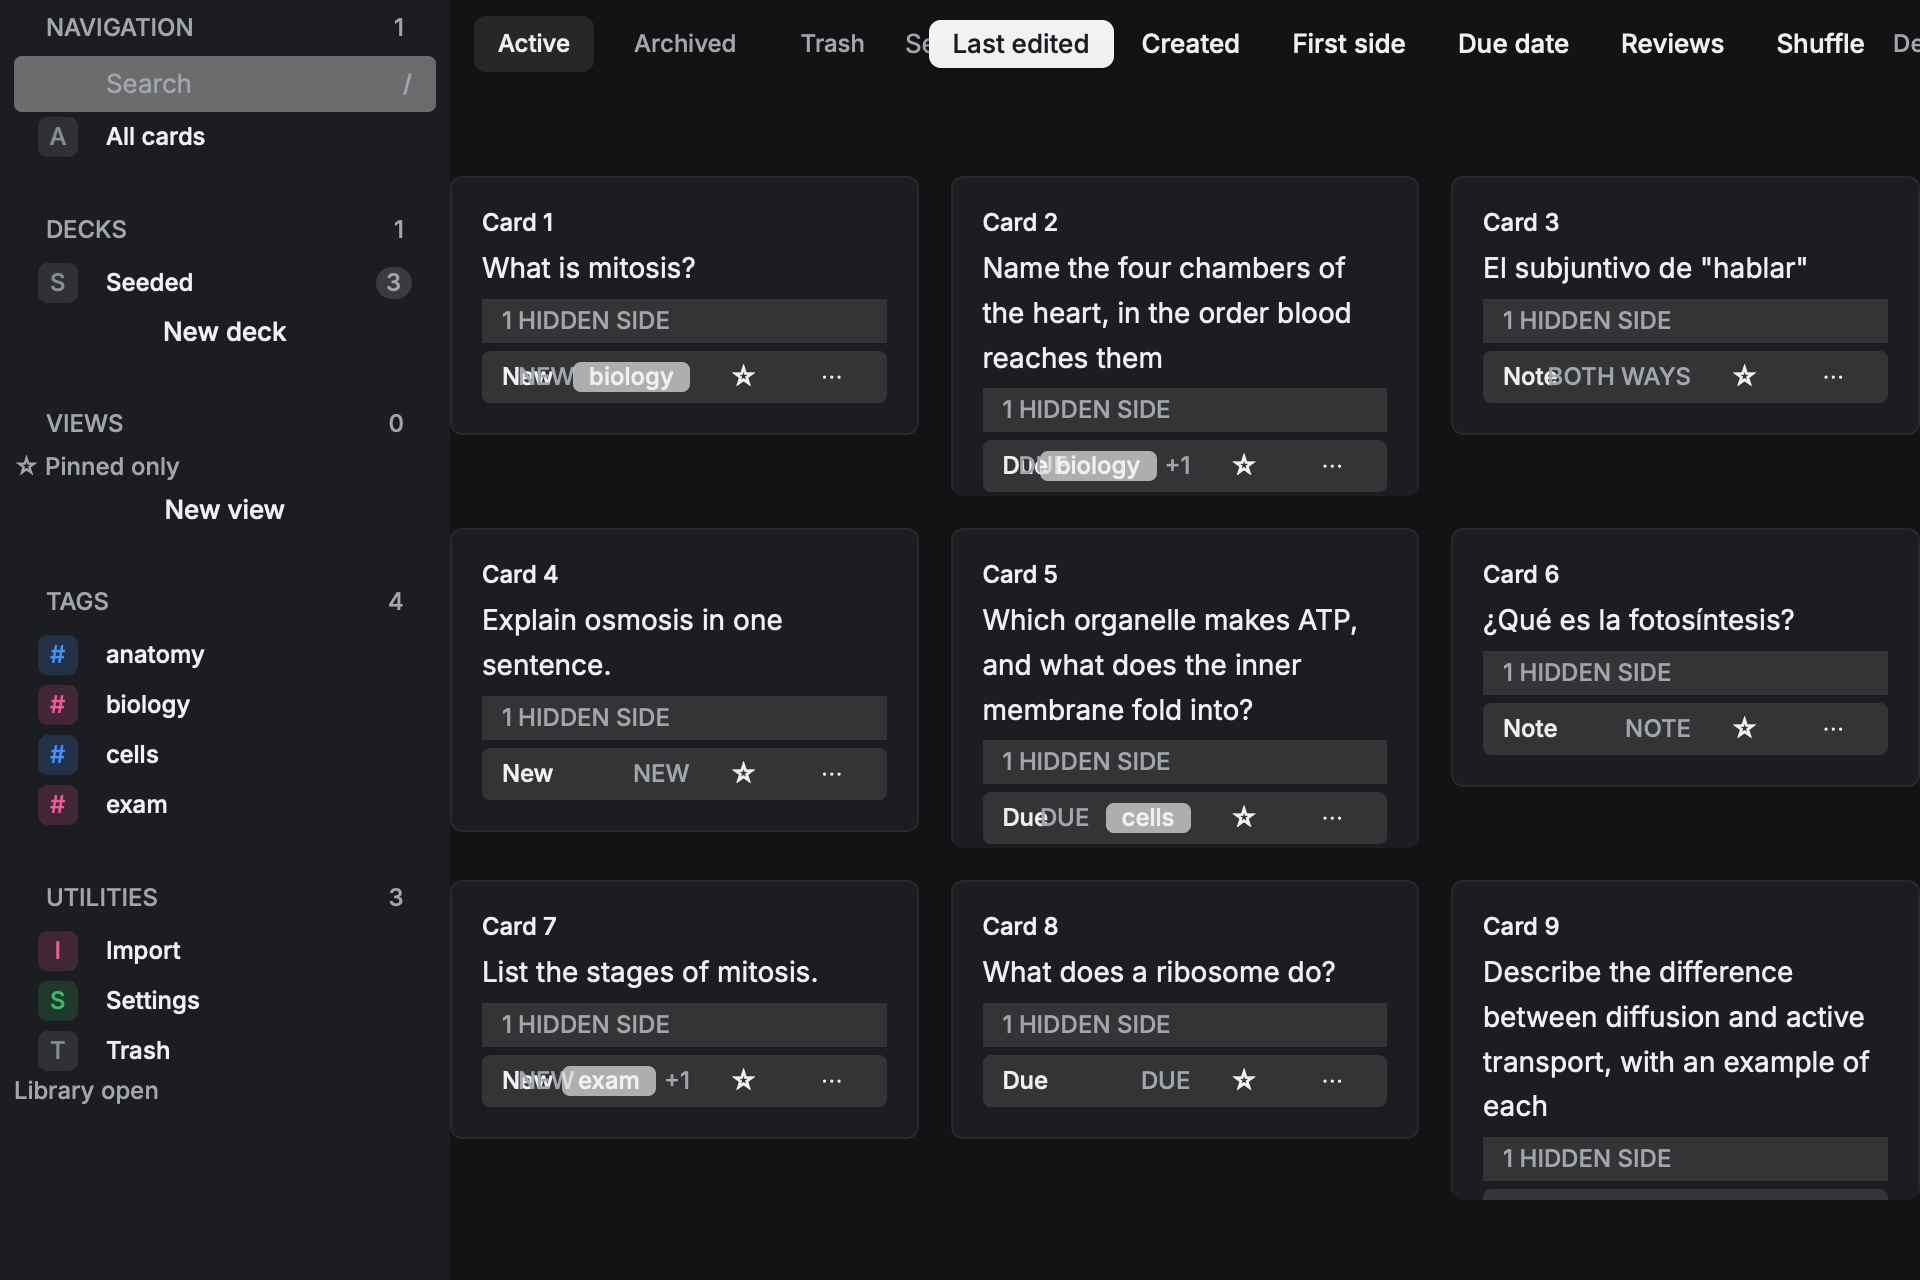 NAVIGATION 1
Search /
A All cards
DECKS 1
S Seeded 3
New deck
VIEWS 0
☆ Pinned only
New view
TAGS 4
# anatomy
# biology
# cells
# exam
UTILITIES 3
I Import
S Settings
T Trash
Library open
Active Archived Trash Last edited Created First side Due date Reviews Shuffle
Card 1
What is mitosis?
1 HIDDEN SIDE
New NEW biology ☆ ...
Card 2
Name the four chambers of
the heart, in the order blood
reaches them
1 HIDDEN SIDE
Due DUE biology +1 ☆ ...
Card 3
El subjuntivo de "hablar"
1 HIDDEN SIDE
Note BOTH WAYS ☆ ...
Card 4
Explain osmosis in one
sentence.
1 HIDDEN SIDE
New NEW ☆ ...
Card 5
Which organelle makes ATP,
and what does the inner
membrane fold into?
1 HIDDEN SIDE
Due DUE cells ☆ ...
Card 6
¿Qué es la fotosíntesis?
1 HIDDEN SIDE
Note NOTE ☆ ...
Card 7
List the stages of mitosis.
1 HIDDEN SIDE
New NEW exam +1 ☆ ...
Card 8
What does a ribosome do?
1 HIDDEN SIDE
Due DUE ☆ ...
Card 9
Describe the difference
between diffusion and active
transport, with an example of
each
1 HIDDEN SIDE